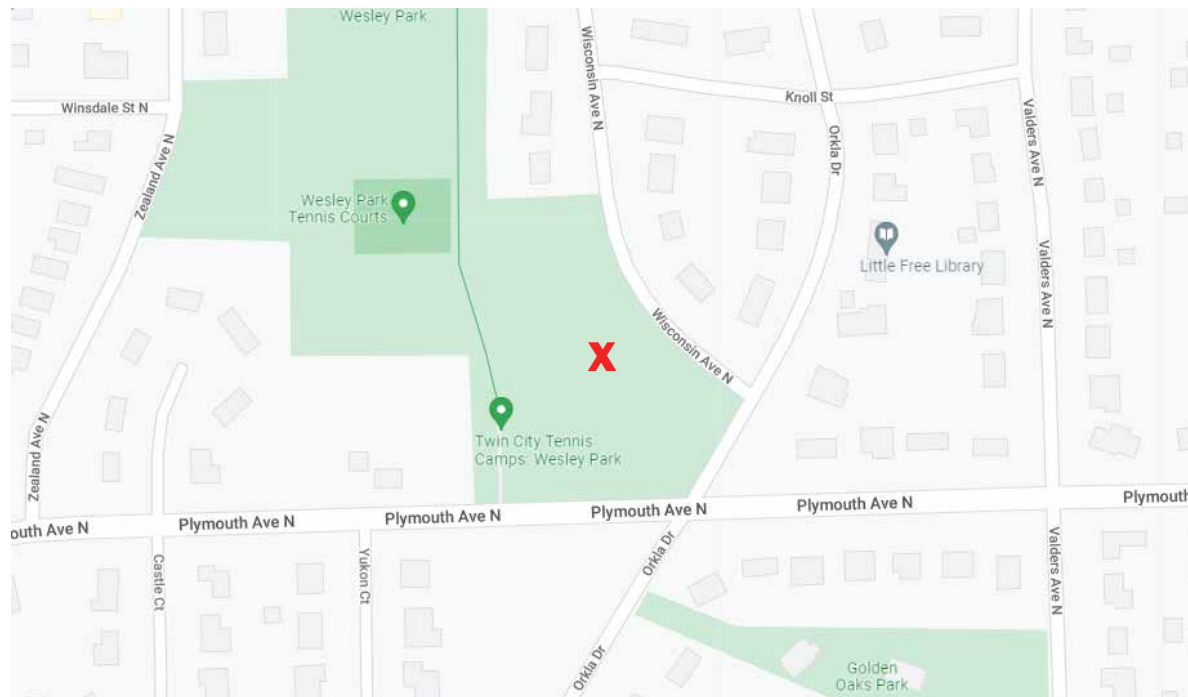 Wesley Park
Winsdale St N
Zealand Ave N
Wisconsin Ave N
Knoll St
Orkla Dr
Valders Ave N
Wesley Park
Tennis Courts
Little Free Library
Valders Ave N
Wisconsin Ave N
X
Zealand Ave N
Twin City Tennis
Camps: Wesley Park
outh Ave N
Plymouth Ave N
Plymouth Ave N
Plymouth Ave N
Plymouth Ave N
Plymouth
Castle Ct
Yukon Ct
Orkla Dr
Valders Ave N
Orkla Dr
Golden
Oaks Park